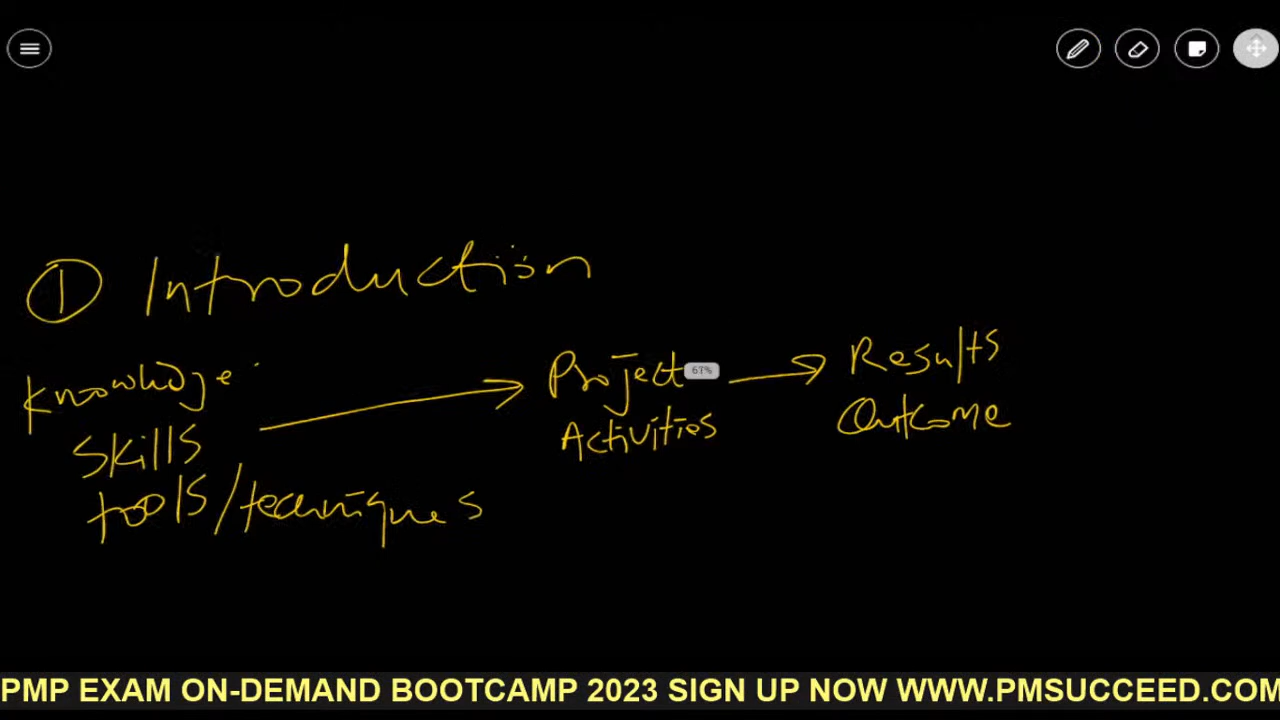 ① Introduction
Knowledge
Skills
tools/techniques
Project
Activities
67%
Results
Outcome
PMP EXAM ON-DEMAND BOOTCAMP 2023 SIGN UP NOW WWW.PMSUCCEED.COM